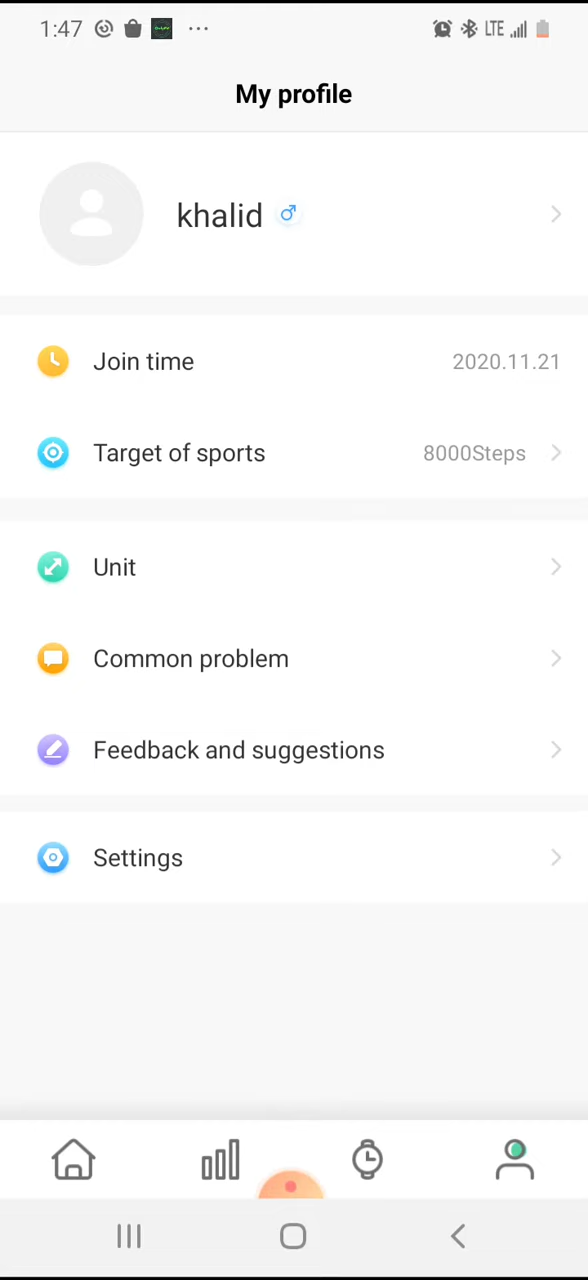 1:47 LTE
My profile
khalid
Join time 2020.11.21
Target of sports 8000Steps
Unit
Common problem
Feedback and suggestions
Settings